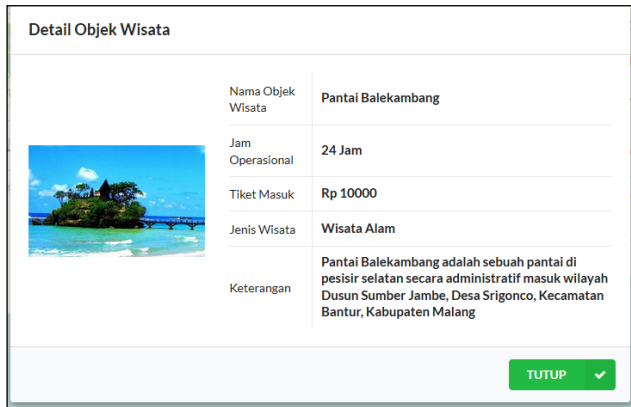 Detail Objek Wisata
Nama Objek
Wisata
Pantai Balekambang
Jam
Operasional
24 Jam
Tiket Masuk
Rp 10000
Jenis Wisata
Wisata Alam
Keterangan
Pantai Balekambang adalah sebuah pantai di
pesisir selatan secara administratif masuk wilayah
Dusun Sumber Jambe, Desa Srigonco, Kecamatan
Bantur, Kabupaten Malang
TUTUP